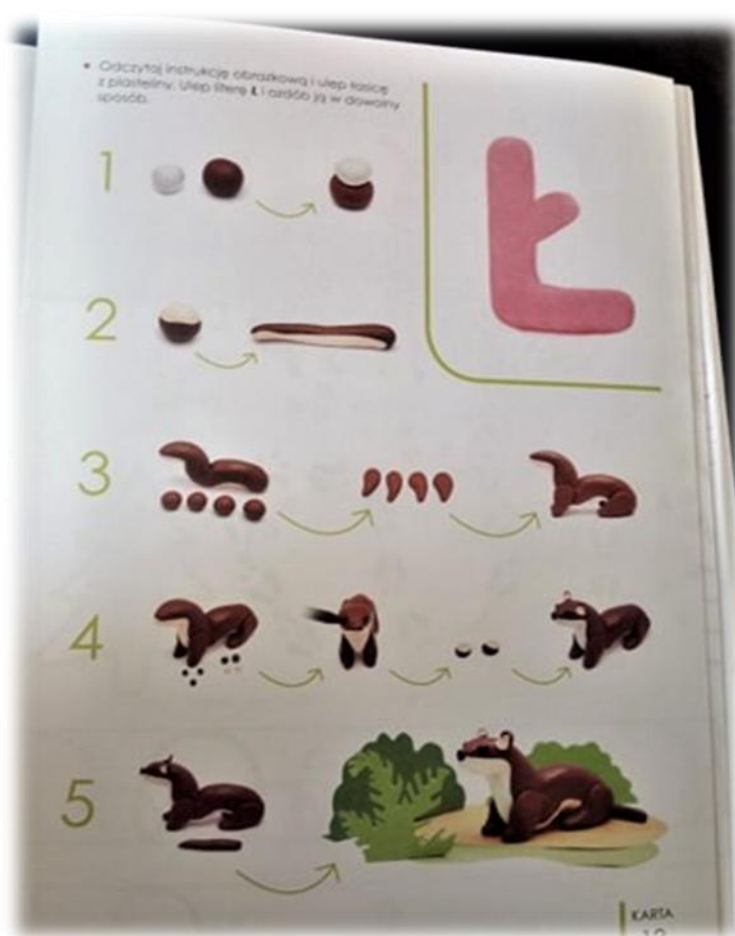 • Odczytaj instrukcję obrazkową i ulep łasicę
z plasteliny. Ulep literę Ł i ozdób ją w dowolny
sposób.
Ł
1
2
3
4
5
KARTA